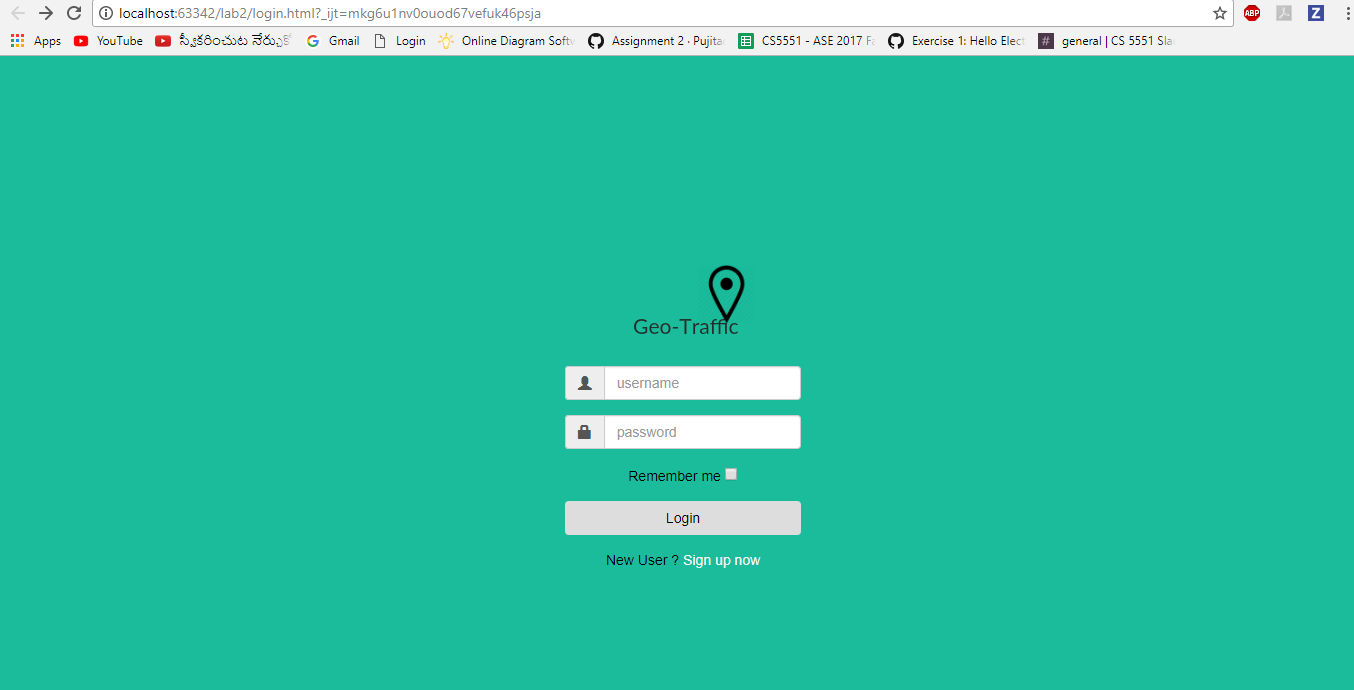 localhost:63342/lab2/login.html?_ijt=mkg6u1nv0ouod67vefuk46psja
ABP
Z
Apps YouTube స్వీకరించుట నేర్చుకో Gmail Login Online Diagram Softw Assignment 2 · Pujita CS5551 - ASE 2017 Fa Exercise 1: Hello Elect # general | CS 5551 Sla
Geo-Traffic
username
password
Remember me
Login
New User ? Sign up now